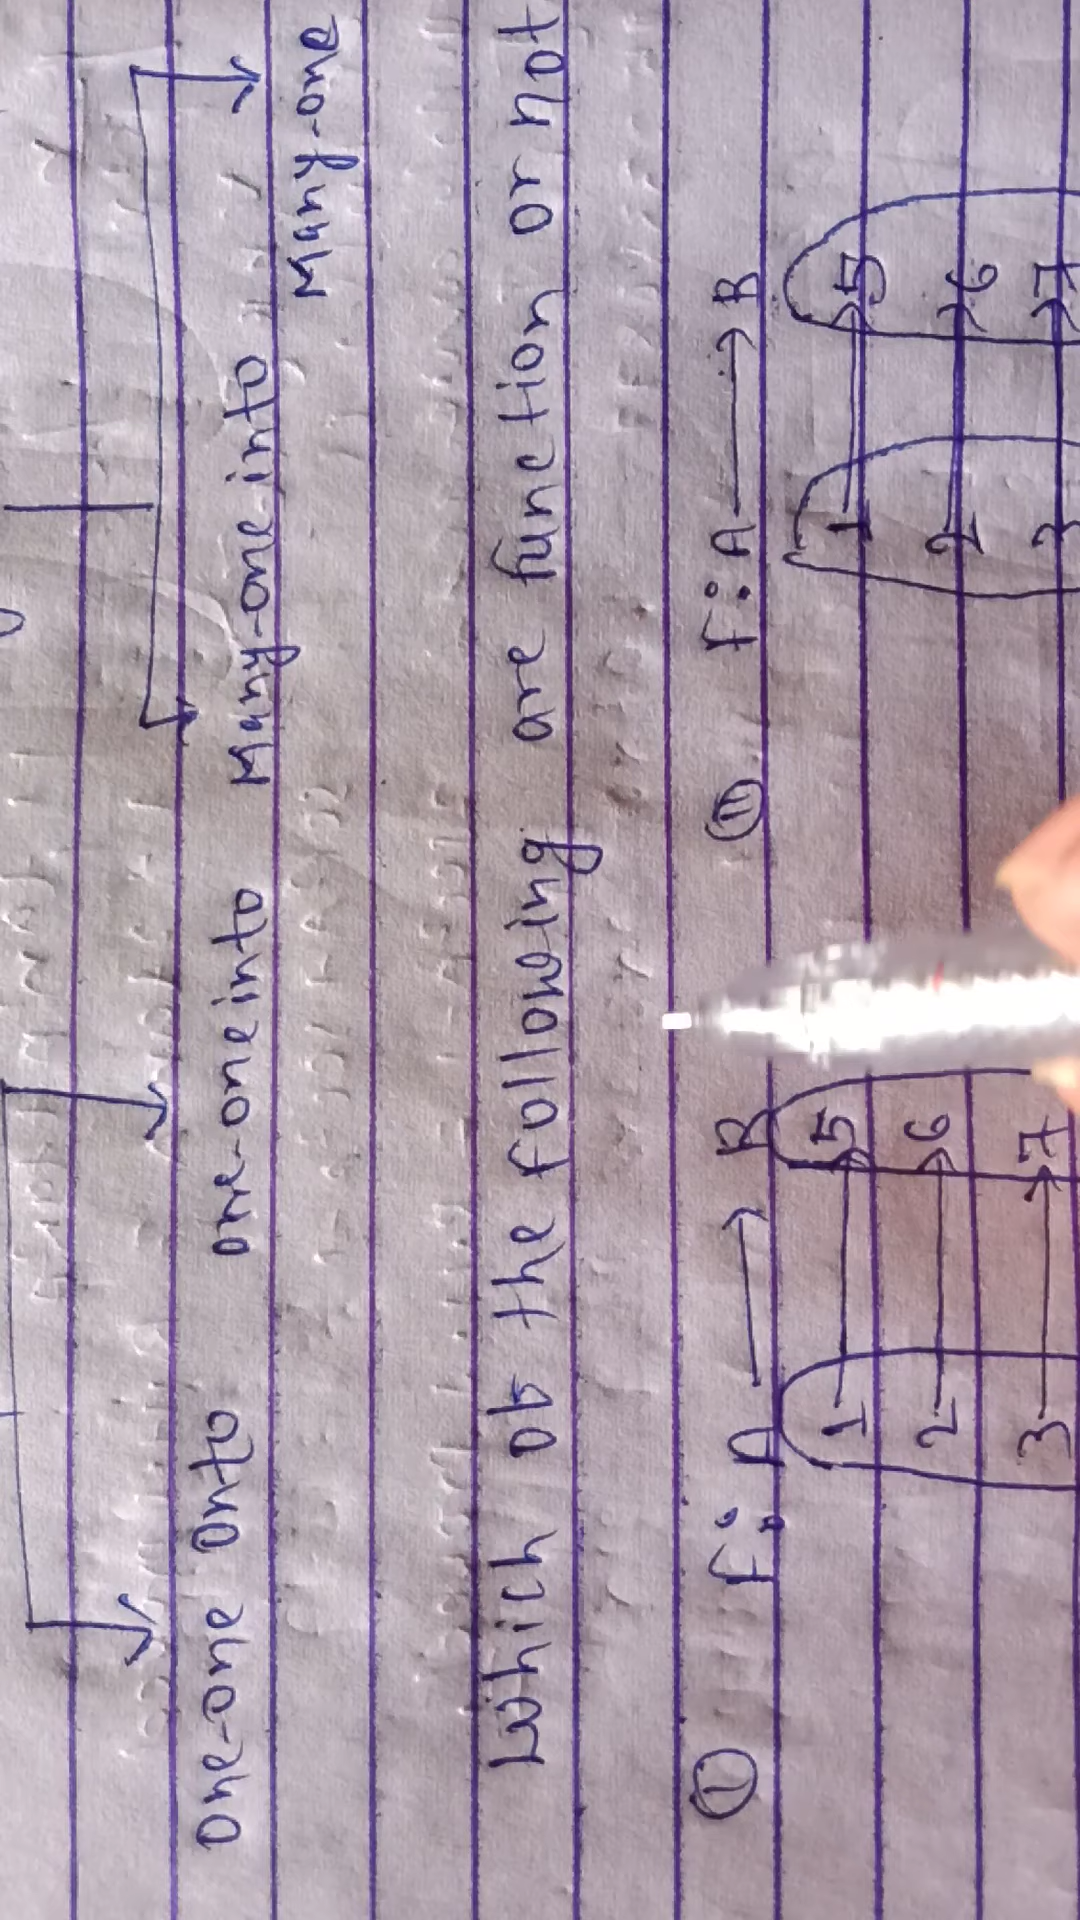 one-one onto one-one into Many-one into
Many-one
Which of the following are function or not
① f: A → B ⑪ f: A → B
1 5 1 5
2 6 2 6
3 7 3 7